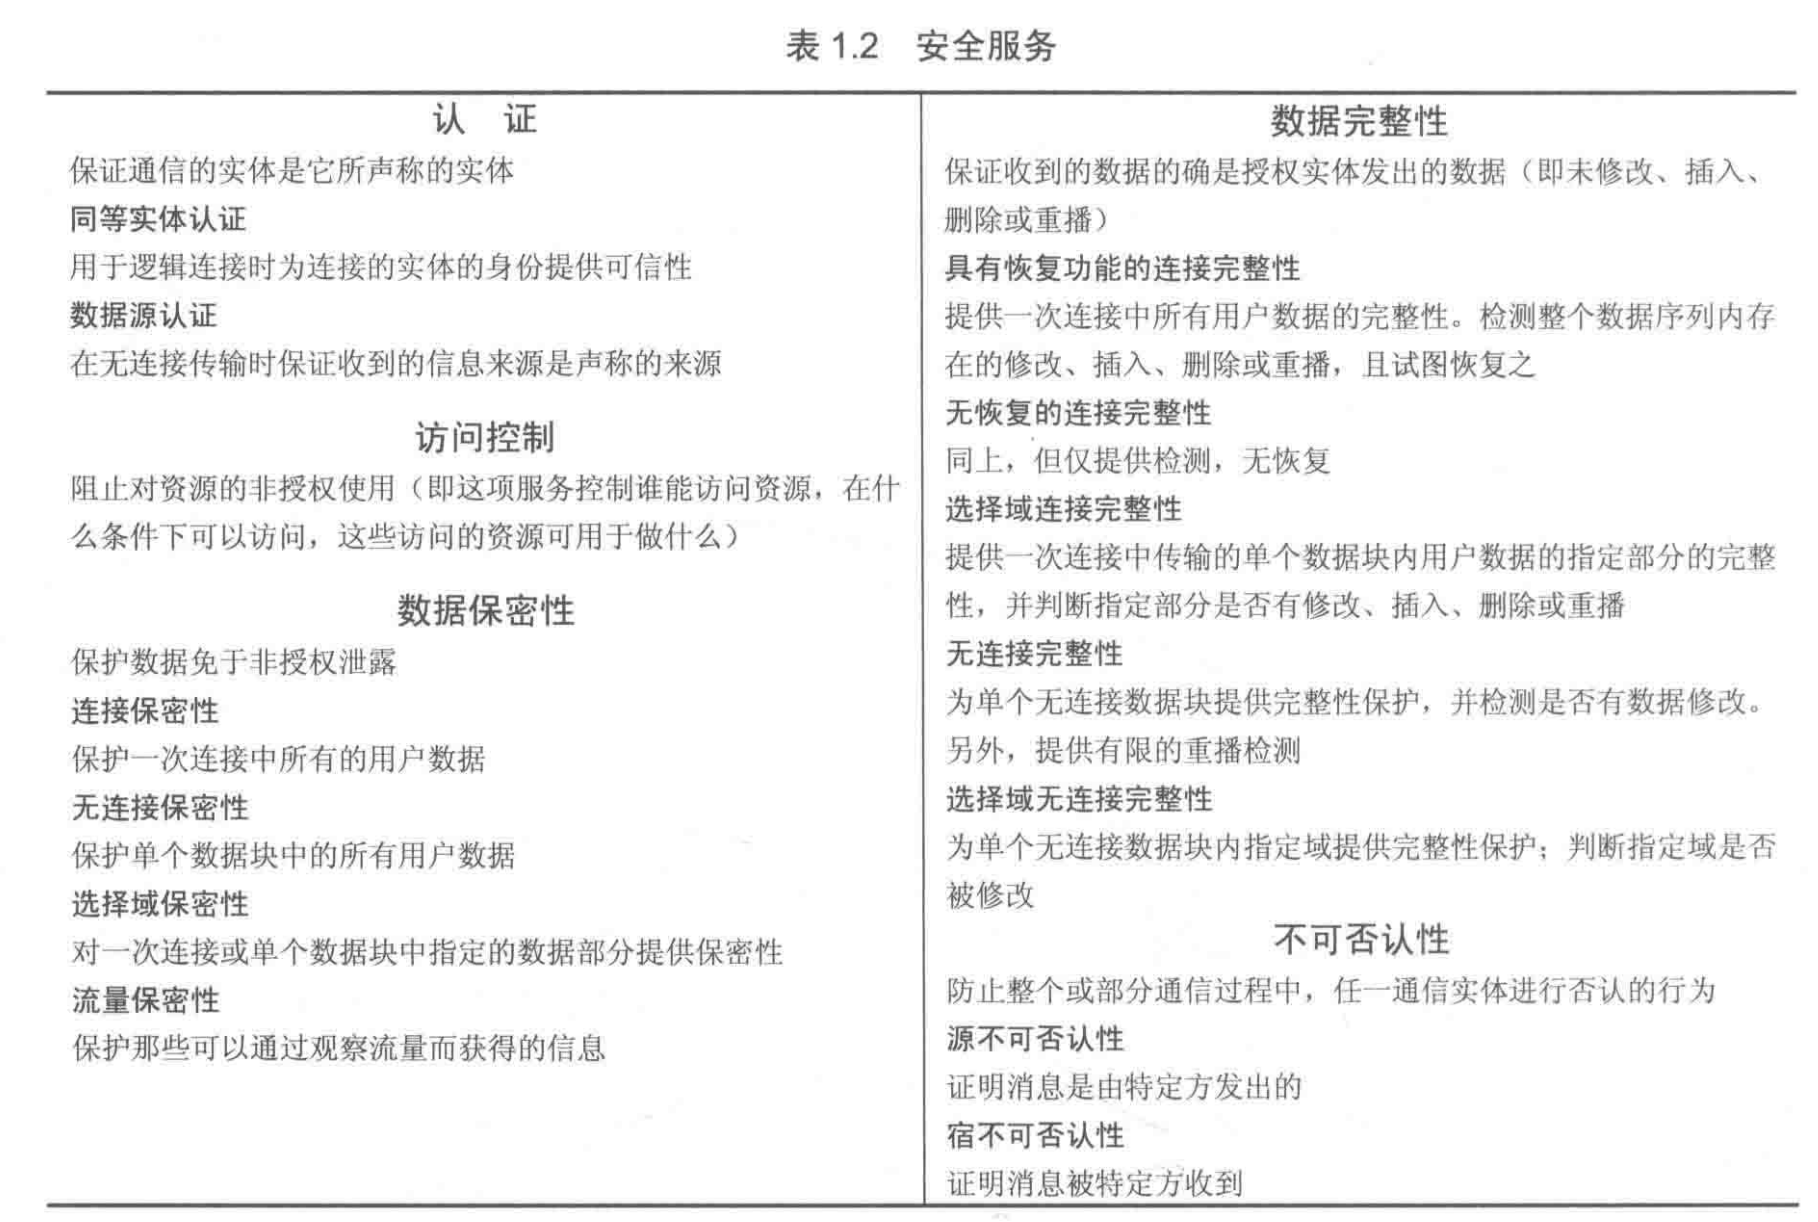 表 1.2 安全服务
认 证
保证通信的实体是它所声称的实体
同等实体认证
用于逻辑连接时为连接的实体的身份提供可信性
数据源认证
在无连接传输时保证收到的信息来源是声称的来源
访问控制
阻止对资源的非授权使用（即这项服务控制谁能访问资源，在什
么条件下可以访问，这些访问的资源可用于做什么）
数据保密性
保护数据免于非授权泄露
连接保密性
保护一次连接中所有的用户数据
无连接保密性
保护单个数据块中的所有用户数据
选择域保密性
对一次连接或单个数据块中指定的数据部分提供保密性
流量保密性
保护那些可以通过观察流量而获得的信息
数据完整性
保证收到的数据的确是授权实体发出的数据（即未修改、插入、
删除或重播）
具有恢复功能的连接完整性
提供一次连接中所有用户数据的完整性。检测整个数据序列内存
在的修改、插入、删除或重播，且试图恢复之
无恢复的连接完整性
同上，但仅提供检测，无恢复
选择域连接完整性
提供一次连接中传输的单个数据块内用户数据的指定部分的完整
性，并判断指定部分是否有修改、插入、删除或重播
无连接完整性
为单个无连接数据块提供完整性保护，并检测是否有数据修改。
另外，提供有限的重播检测
选择域无连接完整性
为单个无连接数据块内指定域提供完整性保护；判断指定域是否
被修改
不可否认性
防止整个或部分通信过程中，任一通信实体进行否认的行为
源不可否认性
证明消息是由特定方发出的
宿不可否认性
证明消息被特定方收到